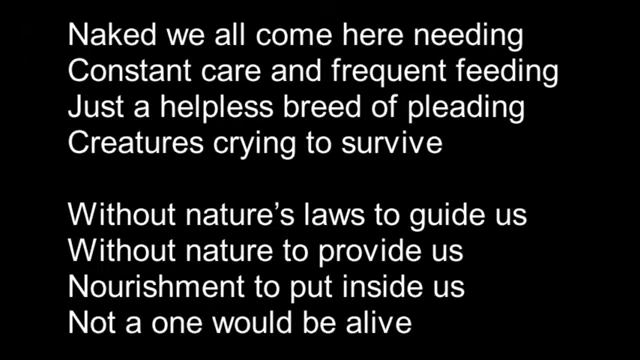 Naked we all come here needing
Constant care and frequent feeding
Just a helpless breed of pleading
Creatures crying to survive
Without nature's laws to guide us
Without nature to provide us
Nourishment to put inside us
Not a one would be alive